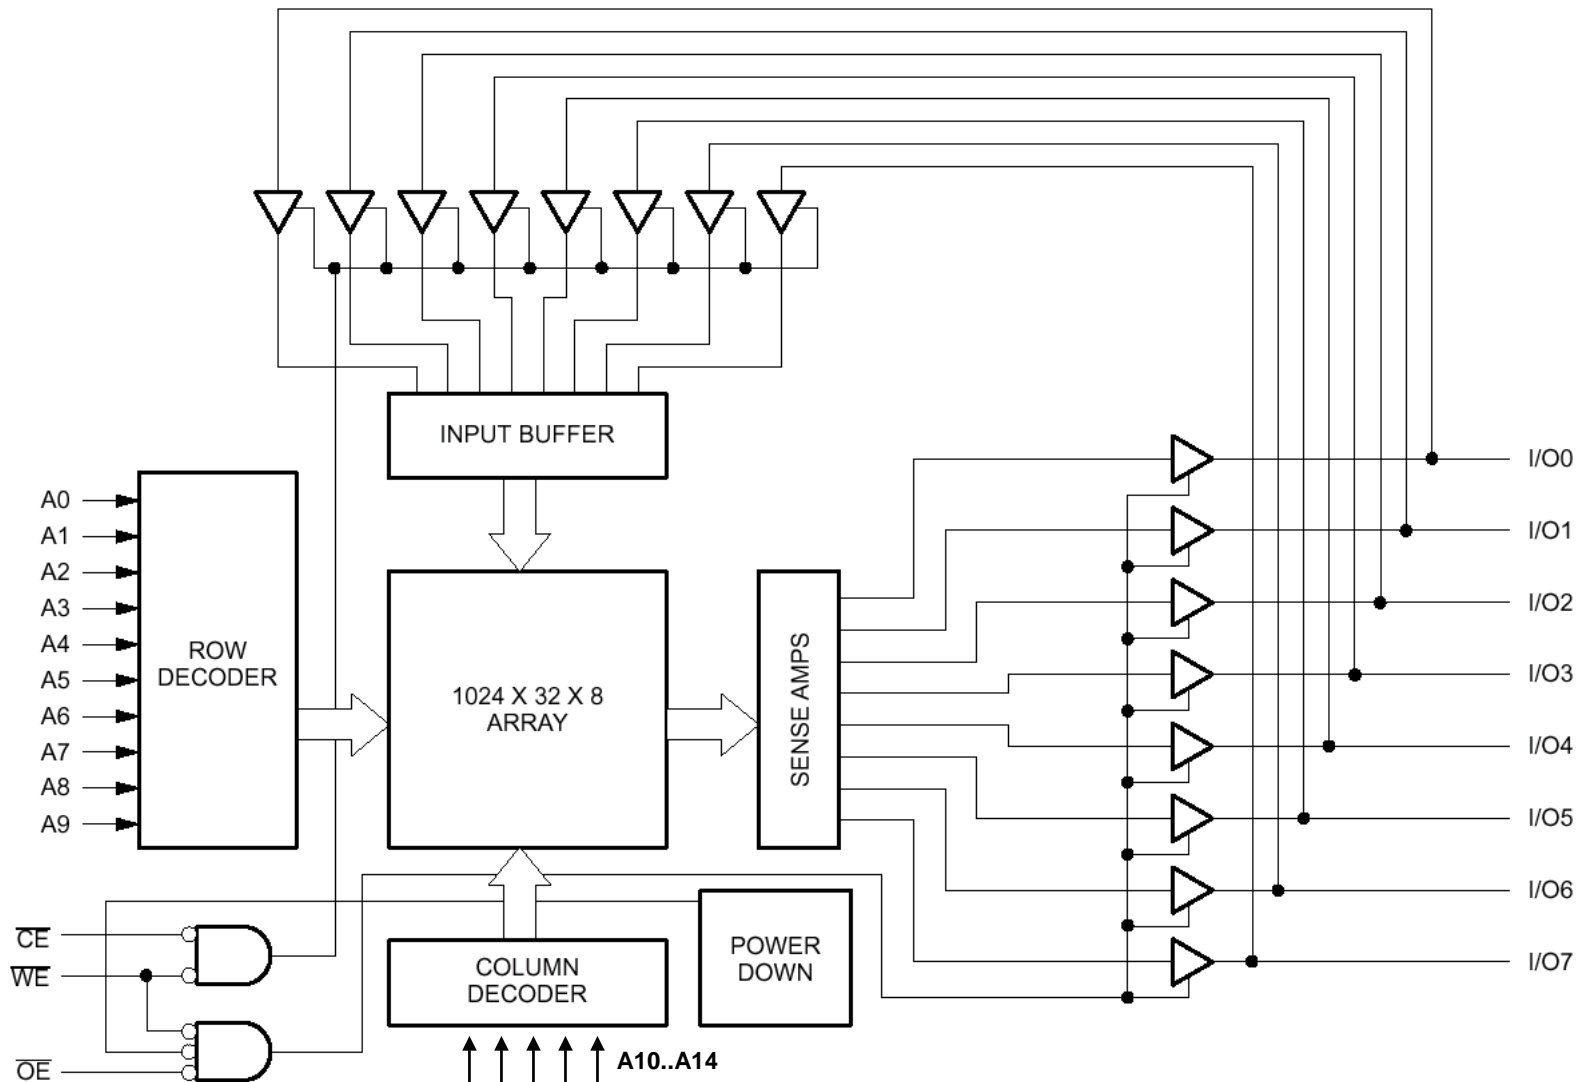 INPUT BUFFER
A0
A1
A2
A3
A4
A5
A6
A7
A8
A9
ROW
DECODER
1024 X 32 X 8
ARRAY
SENSE AMPS
I/O0
I/O1
I/O2
I/O3
I/O4
I/O5
I/O6
I/O7
CE
WE
OE
COLUMN
DECODER
POWER
DOWN
A10..A14